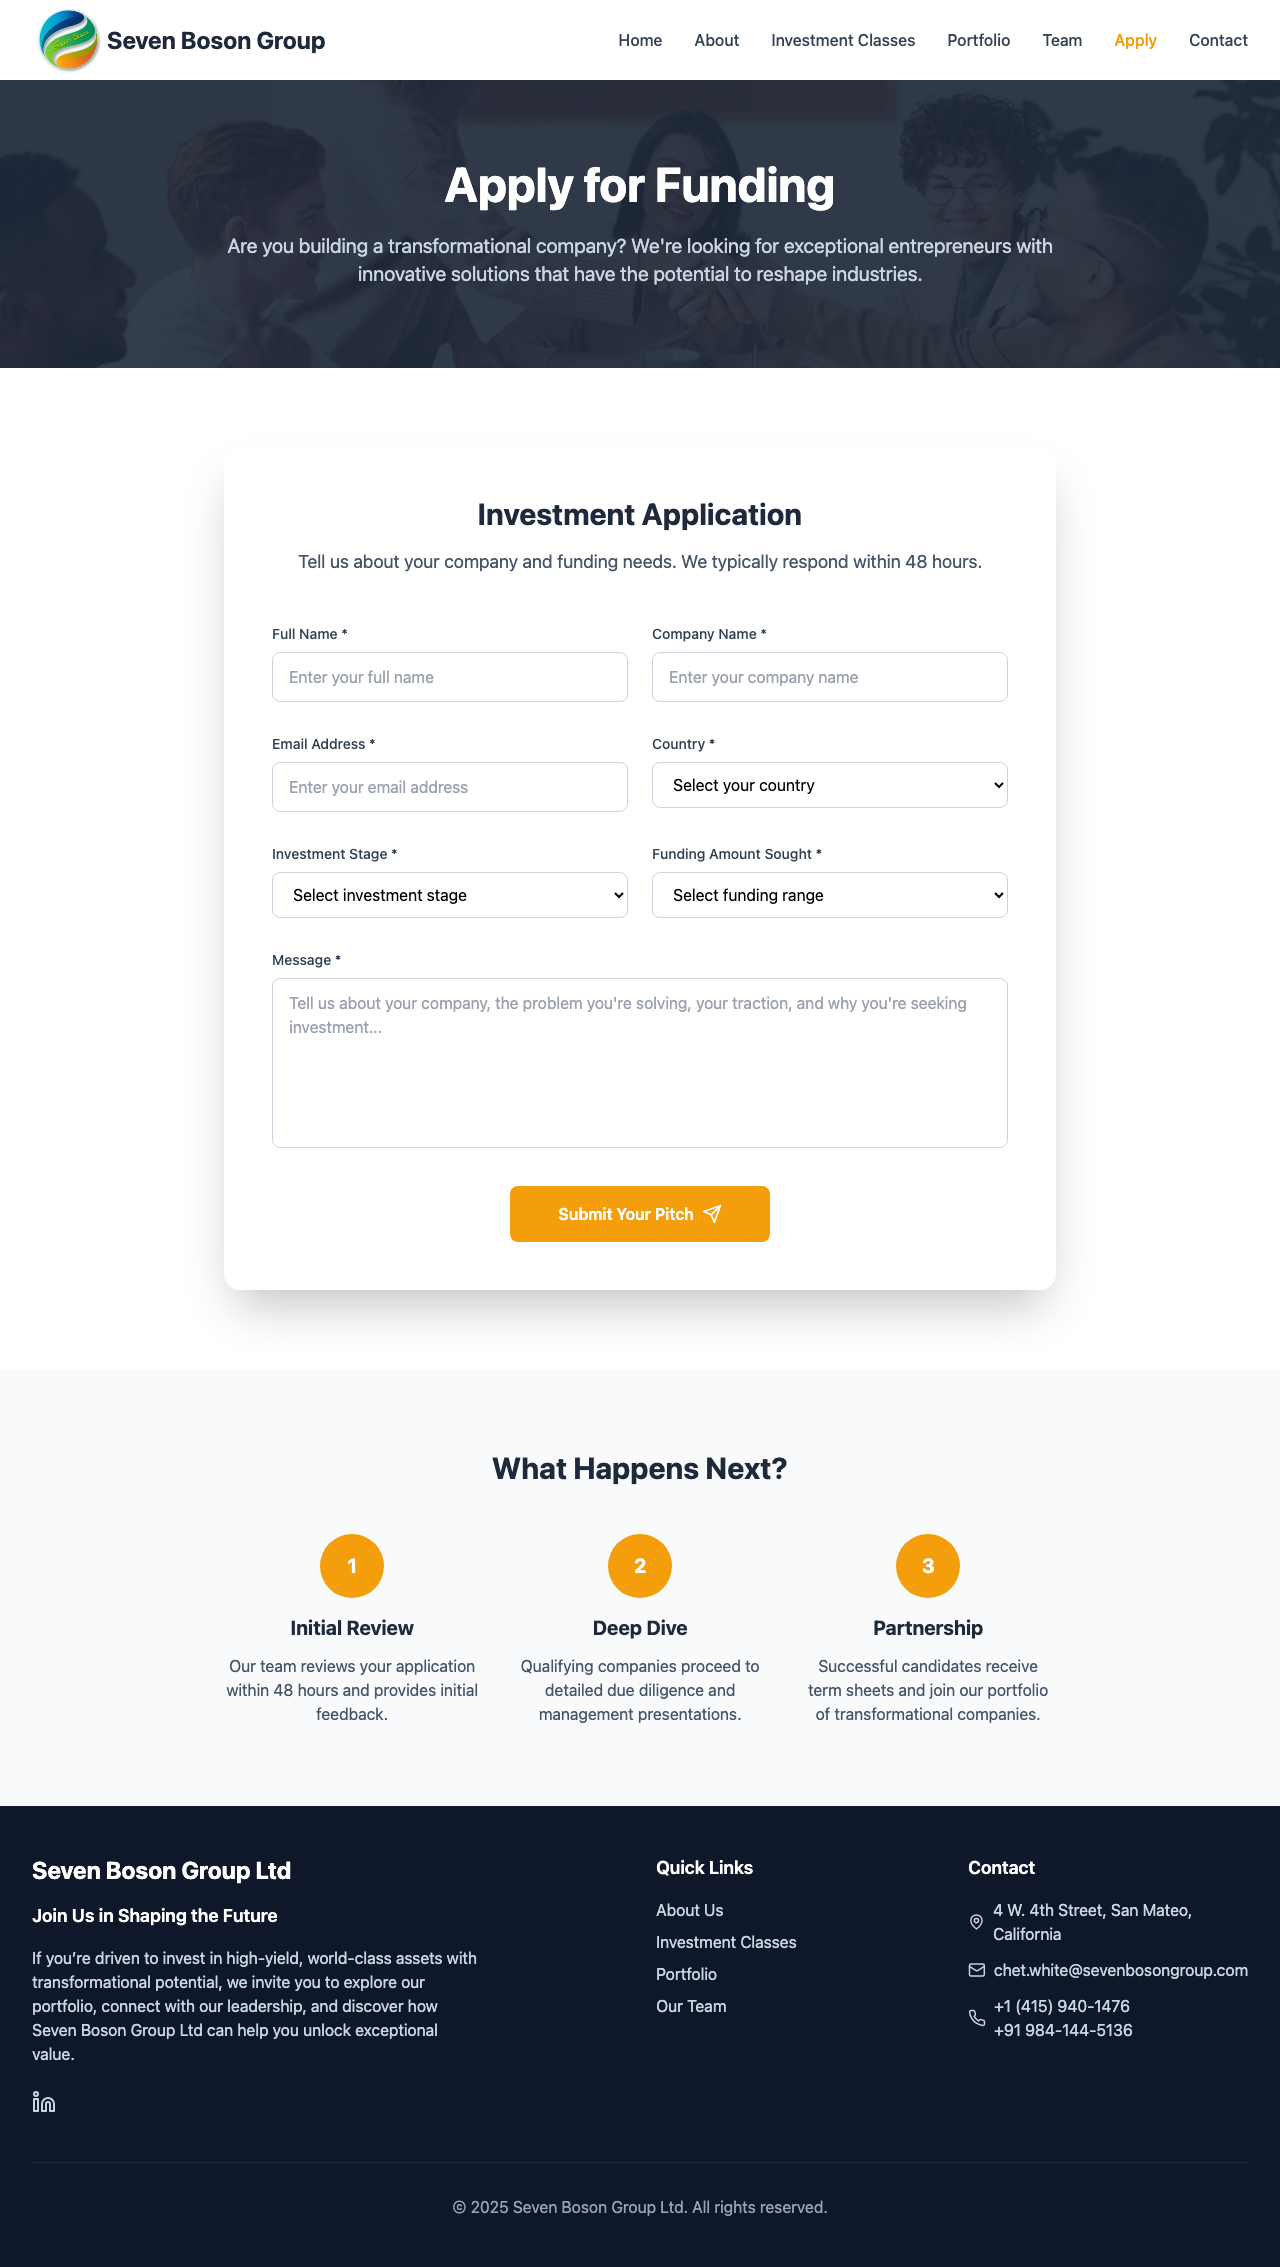 Seven Boson Group
Home
About
Investment Classes
Portfolio
Team
Apply
Contact
Apply for Funding
Are you building a transformational company? We're looking for exceptional entrepreneurs with
innovative solutions that have the potential to reshape industries.
Investment Application
Tell us about your company and funding needs. We typically respond within 48 hours.
Full Name *
Enter your full name
Company Name *
Enter your company name
Email Address *
Enter your email address
Country *
Select your country
Investment Stage *
Select investment stage
Funding Amount Sought *
Select funding range
Message *
Tell us about your company, the problem you're solving, your traction, and why you're seeking
investment...
Submit Your Pitch
What Happens Next?
1
Initial Review
Our team reviews your application
within 48 hours and provides initial
feedback.
2
Deep Dive
Qualifying companies proceed to
detailed due diligence and
management presentations.
3
Partnership
Successful candidates receive
term sheets and join our portfolio
of transformational companies.
Seven Boson Group Ltd
Join Us in Shaping the Future
If you’re driven to invest in high-yield, world-class assets with
transformational potential, we invite you to explore our
portfolio, connect with our leadership, and discover how
Seven Boson Group Ltd can help you unlock exceptional
value.
Quick Links
About Us
Investment Classes
Portfolio
Our Team
Contact
4 W. 4th Street, San Mateo,
California
chet.white@sevenbosongroup.com
+1 (415) 940-1476
+91 984-144-5136
© 2025 Seven Boson Group Ltd. All rights reserved.